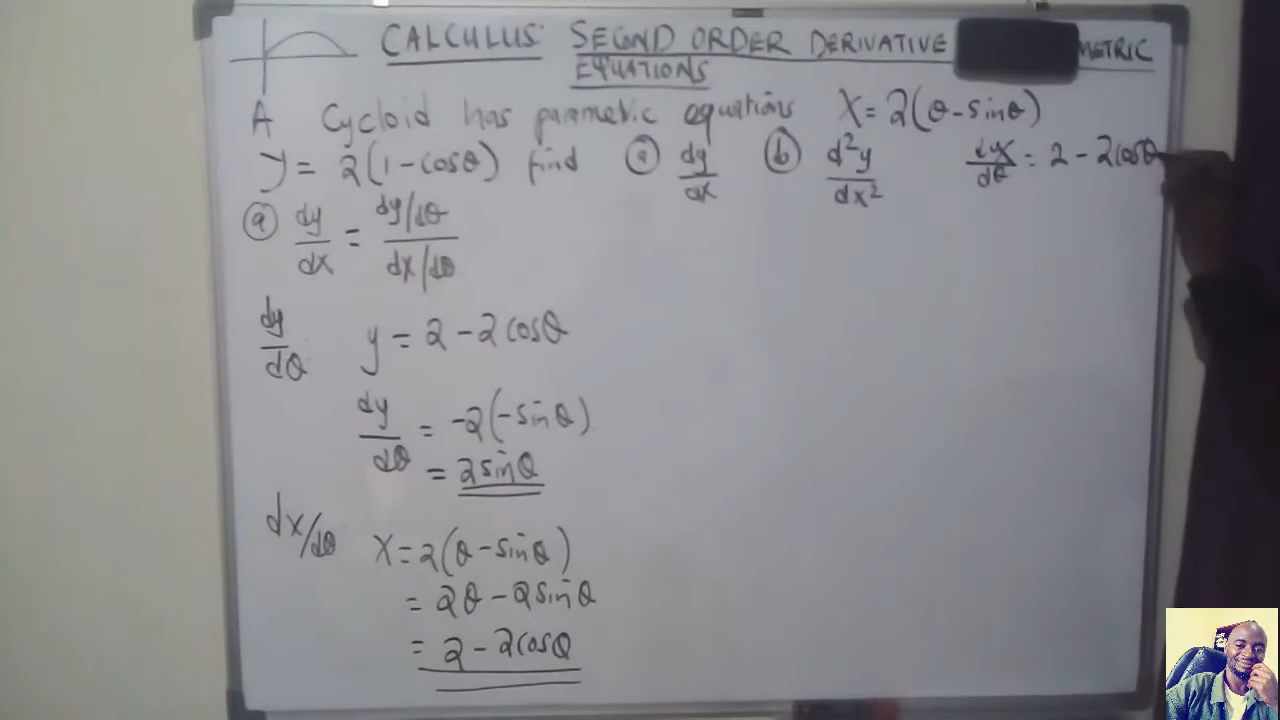 CALCULUS: SECOND ORDER DERIVATIVE METRIC
EQUATIONS
A Cycloid has parametic equations x = 2(θ - sinθ)
y = 2(1 - cosθ) find (a) dy/dx (b) d²y/dx² dx/dθ = 2 - 2cosθ
(a) dy/dx = dy/dθ / dx/dθ
dy/dθ y = 2 - 2cosθ
dy/dθ = -2(-sinθ)
= 2sinθ
dx/dθ x = 2(θ - sinθ)
= 2θ - 2sinθ
= 2 - 2cosθ